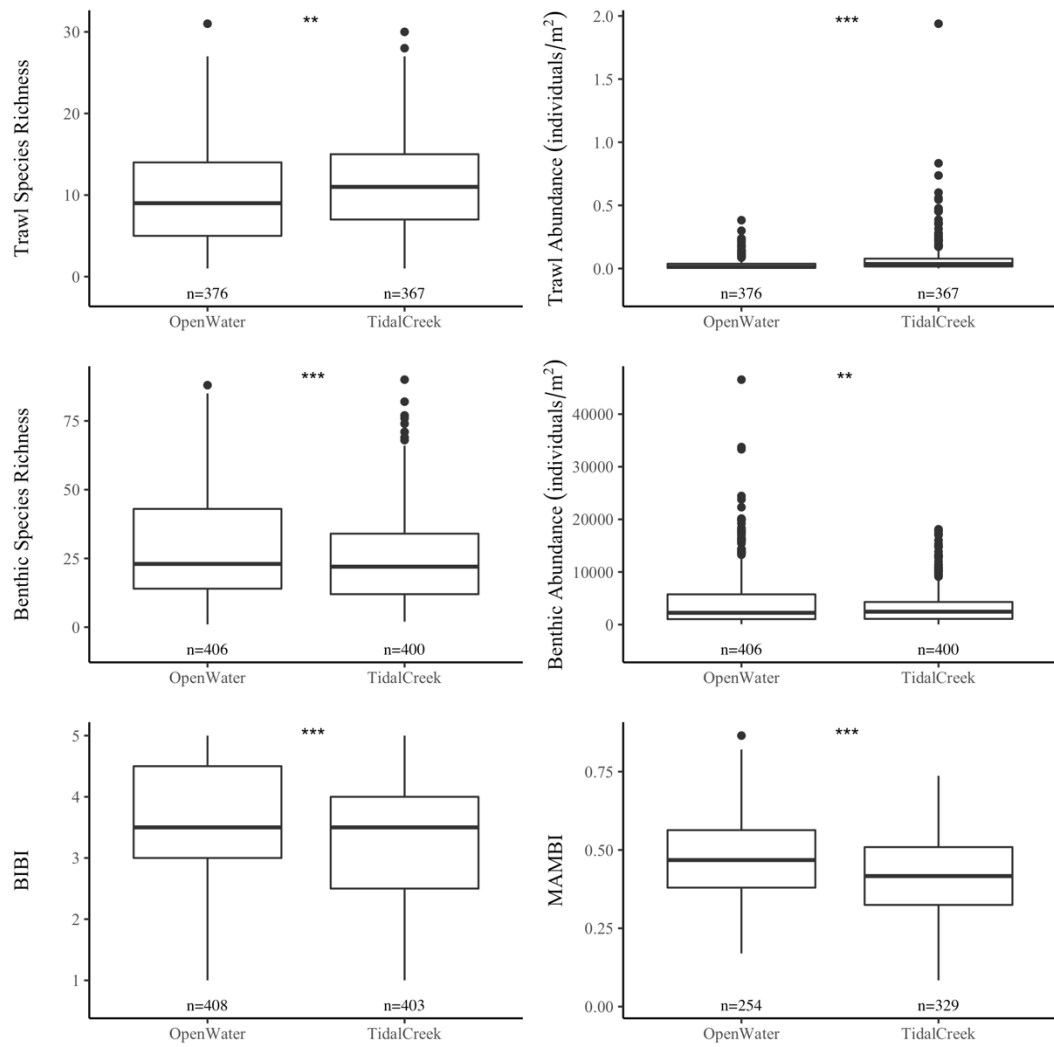 Trawl Species Richness
**
30
20
10
0
n=376
n=367
OpenWater
TidalCreek
Trawl Abundance (individuals/m²)
***
2.0
1.5
1.0
0.5
0.0
n=376
n=367
OpenWater
TidalCreek
Benthic Species Richness
***
75
50
25
0
n=406
n=400
OpenWater
TidalCreek
Benthic Abundance (individuals/m²)
**
40000
30000
20000
10000
0
n=406
n=400
OpenWater
TidalCreek
BIBI
***
5
4
3
2
1
n=408
n=403
OpenWater
TidalCreek
MAMBI
***
0.75
0.50
0.25
0.00
n=254
n=329
OpenWater
TidalCreek